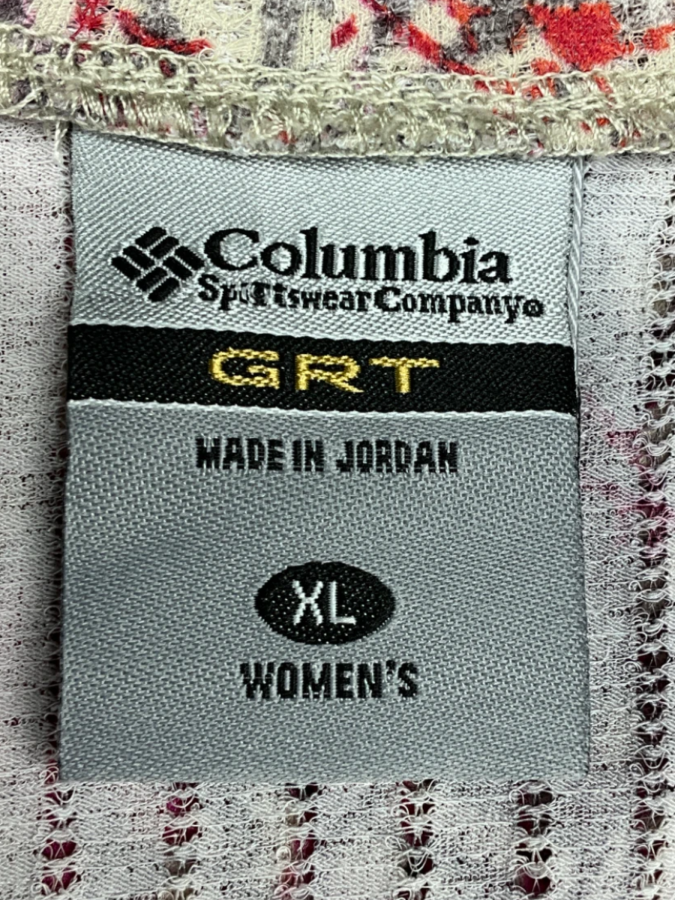 Columbia
Sportswear Company®
GRT
MADE IN JORDAN
XL
WOMEN'S